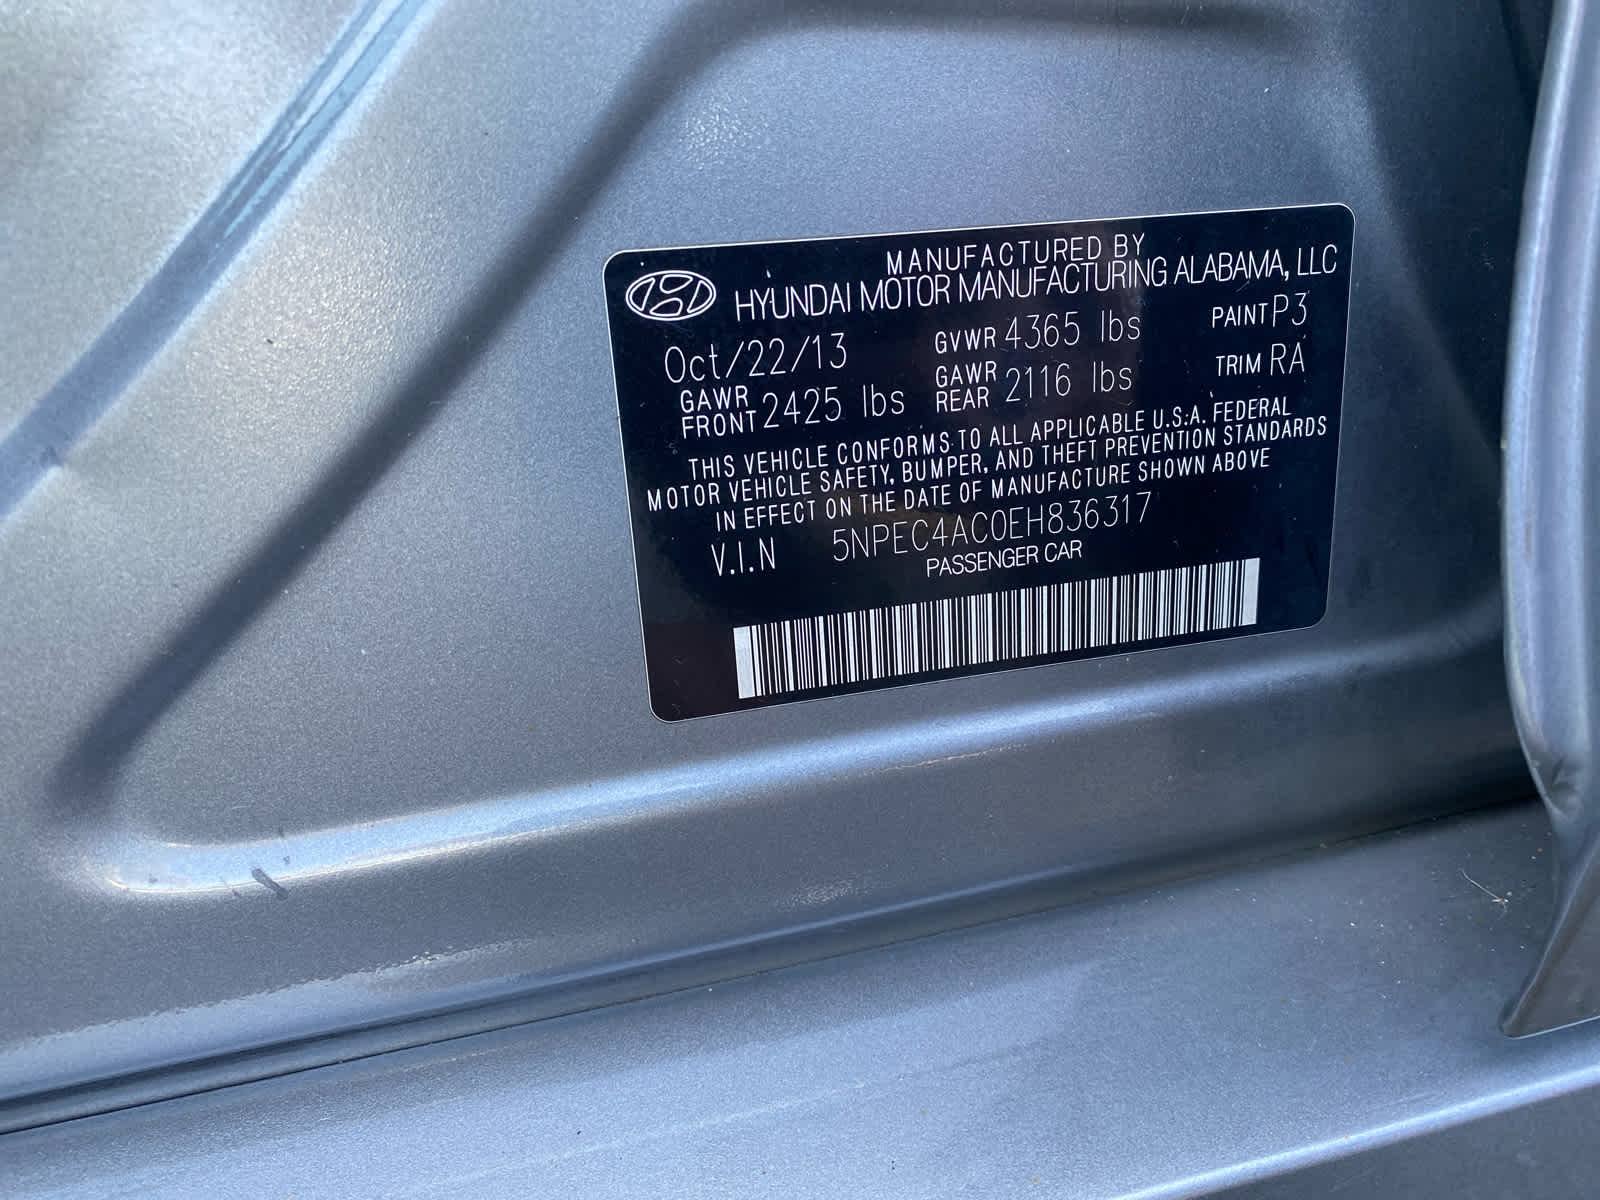 MANUFACTURED BY
HYUNDAI MOTOR MANUFACTURING ALABAMA, LLC
Oct/22/13 GVWR 4365 lbs PAINT P3
GAWR FRONT 2425 lbs GAWR REAR 2116 lbs TRIM RA
THIS VEHICLE CONFORMS TO ALL APPLICABLE U.S.A. FEDERAL
MOTOR VEHICLE SAFETY, BUMPER, AND THEFT PREVENTION STANDARDS
IN EFFECT ON THE DATE OF MANUFACTURE SHOWN ABOVE
V.I.N 5NPEC4AC0EH836317
PASSENGER CAR